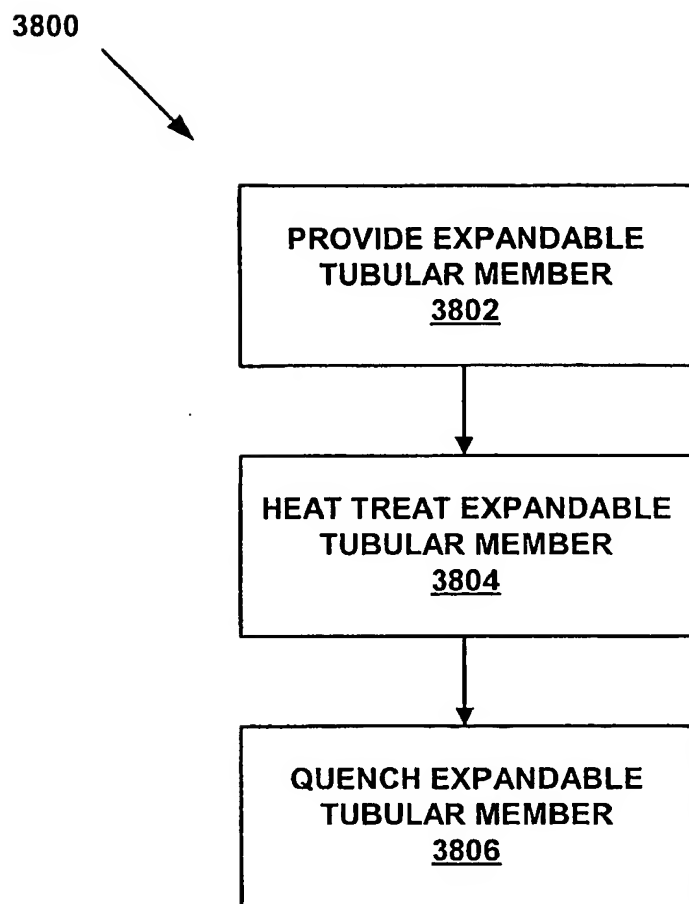 3800
PROVIDE EXPANDABLE
TUBULAR MEMBER
3802
HEAT TREAT EXPANDABLE
TUBULAR MEMBER
3804
QUENCH EXPANDABLE
TUBULAR MEMBER
3806